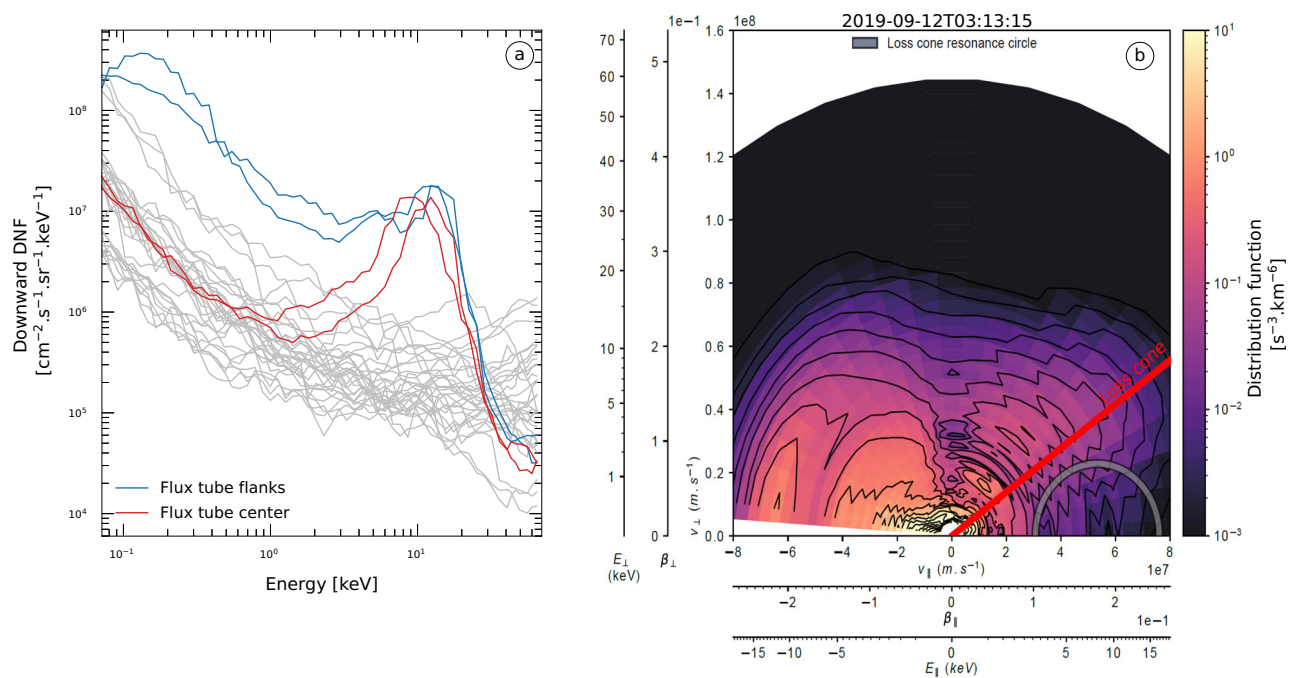 2019-09-12T03:13:15
a
10⁸
10⁷
10⁶
10⁵
10⁴
Downward DNF
[cm⁻².s⁻¹.sr⁻¹.keV⁻¹]
Flux tube flanks
Flux tube center
10⁻¹
10⁰
10¹
Energy [keV]
70
60
50
40
30
20
10
5
1
E⊥
(keV)
1e−1
5
4
3
2
1
0
β⊥
1e8
b
Loss cone resonance circle
1.6
1.4
1.2
1.0
0.8
0.6
0.4
0.2
0.0
v⊥ (m.s⁻¹)
Loss cone
−8 −6 −4 −2 0 2 4 6 8
1e7
v∥ (m.s⁻¹)
−2 −1 0 1 2
1e−1
β∥
−15 −10 −5 0 5 10 15
E∥ (keV)
10¹
10⁰
10⁻¹
10⁻²
10⁻³
Distribution function
[s⁻³.km⁻⁶]